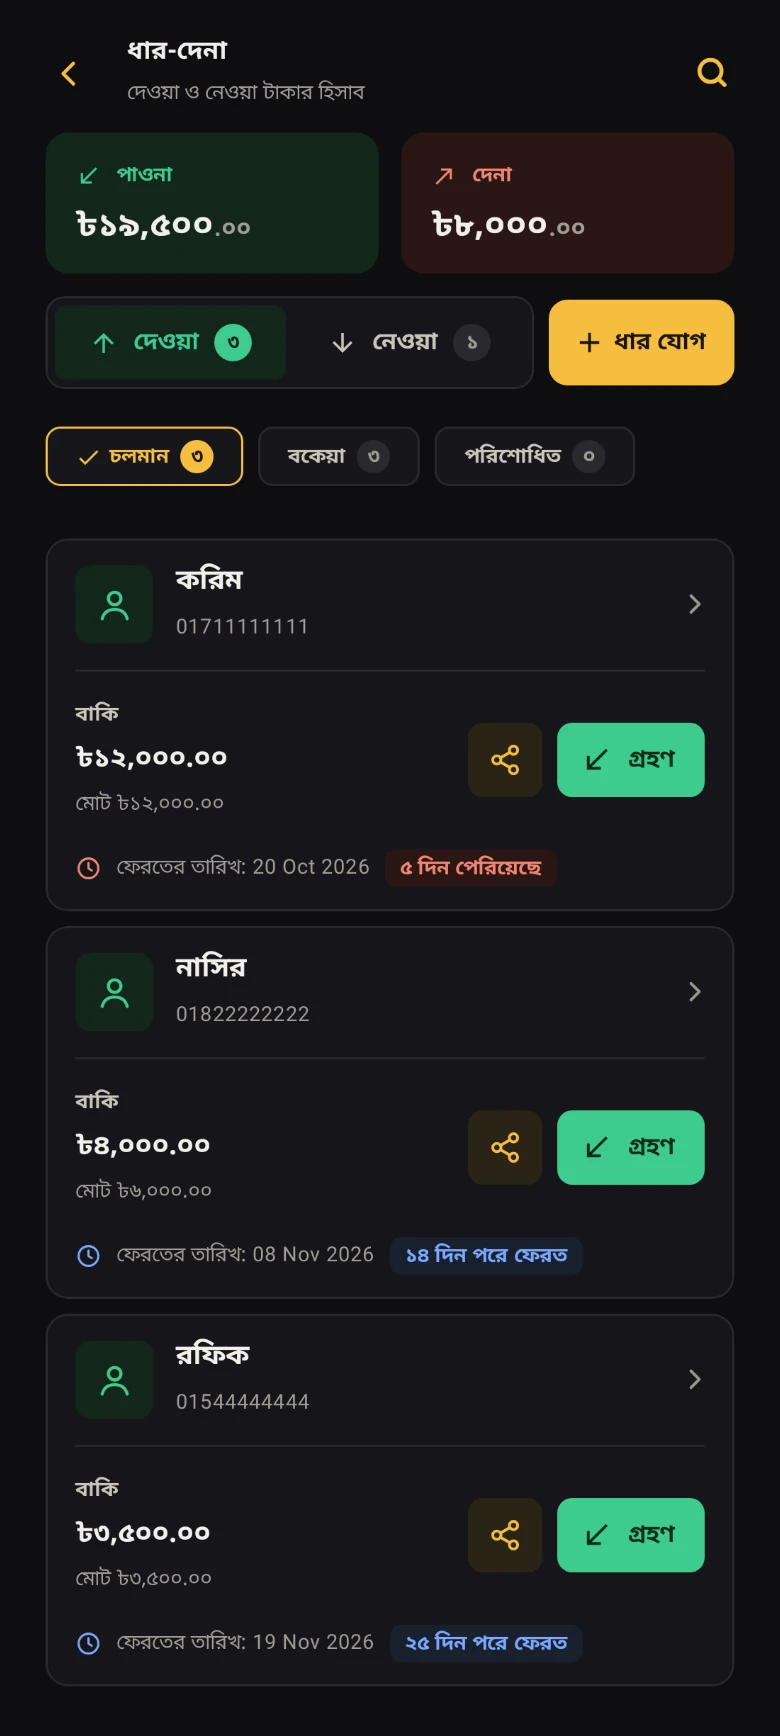 ধার-দেনা
দেওয়া ও নেওয়া টাকার হিসাব
পাওনা
৳১৯,৫০০.০০
দেনা
৳৮,০০০.০০
দেওয়া ৩
নেওয়া ১
ধার যোগ
চলমান ৩
বকেয়া ৩
পরিশোধিত ০
করিম
01711111111
বাকি
৳১২,০০০.০০
মোট ৳১২,০০০.০০
গ্রহণ
ফেরতের তারিখ: 20 Oct 2026
৫ দিন পেরিয়েছে
নাসির
01822222222
বাকি
৳৪,০০০.০০
মোট ৳৬,০০০.০০
গ্রহণ
ফেরতের তারিখ: 08 Nov 2026
১৪ দিন পরে ফেরত
রফিক
01544444444
বাকি
৳৩,৫০০.০০
মোট ৳৩,৫০০.০০
গ্রহণ
ফেরতের তারিখ: 19 Nov 2026
২৫ দিন পরে ফেরত